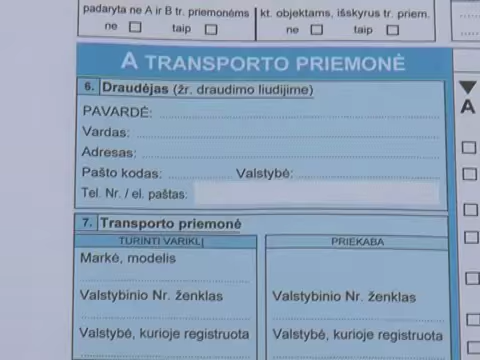 padaryta ne A ir B tr. priemonėms
kt. objektams, išskyrus tr. priem.
ne taip
ne taip
A TRANSPORTO PRIEMONĖ
6. Draudėjas (žr. draudimo liudijime)
PAVARDĖ:
Vardas:
Adresas:
Pašto kodas: Valstybė:
Tel. Nr. / el. paštas:
7. Transporto priemonė
TURINTI VARIKLĮ
PRIEKABA
Markė, modelis
Valstybinio Nr. ženklas
Valstybinio Nr. ženklas
Valstybė, kurioje registruota
Valstybė, kurioje registruota
A